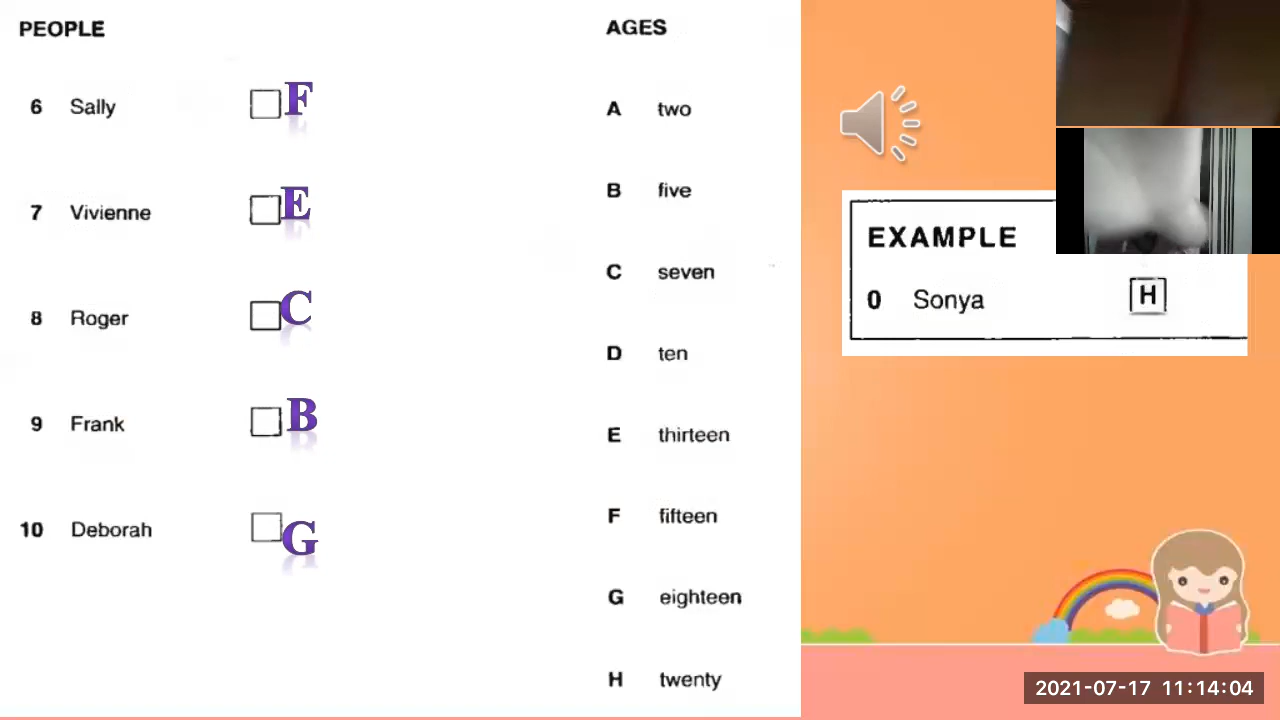 PEOPLE
6 Sally F
7 Vivienne E
8 Roger C
9 Frank B
10 Deborah G
AGES
A two
B five
C seven
D ten
E thirteen
F fifteen
G eighteen
H twenty
EXAMPLE
0 Sonya H
2021-07-17 11:14:04